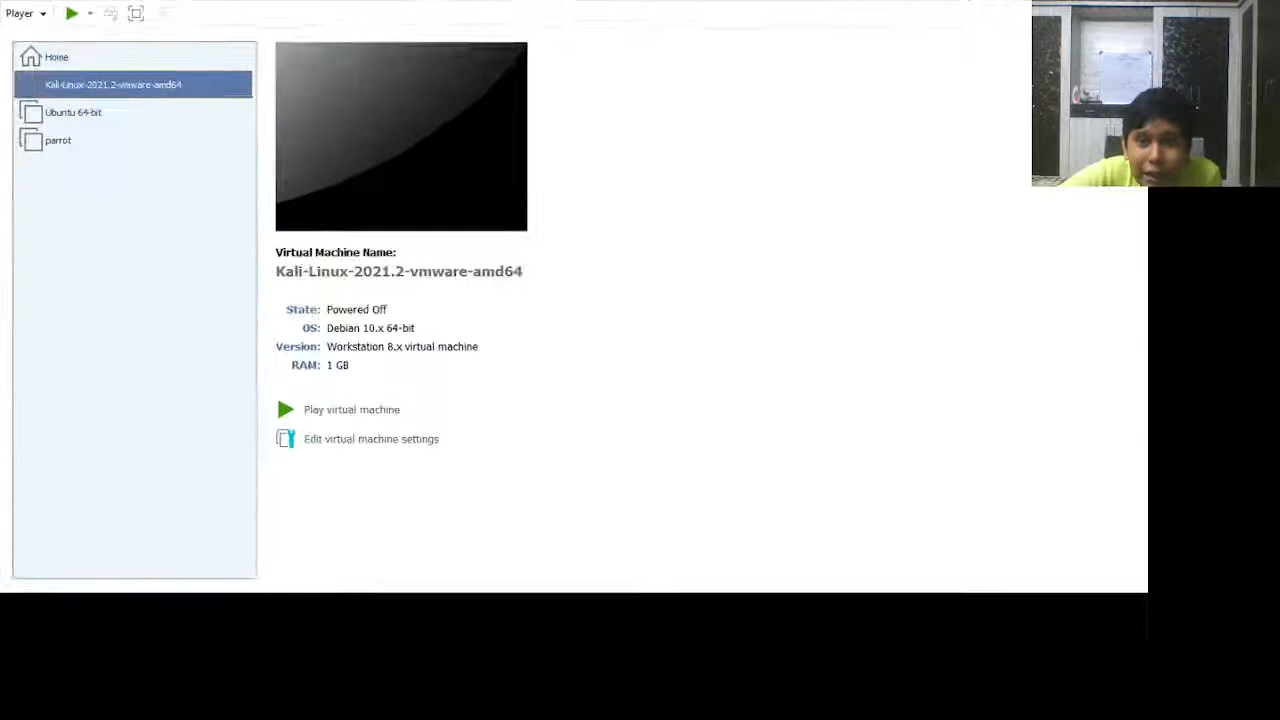 Player
Home
Kali-Linux-2021.2-vmware-amd64
Ubuntu 64-bit
parrot
Virtual Machine Name:
Kali-Linux-2021.2-vmware-amd64
State: Powered Off
OS: Debian 10.x 64-bit
Version: Workstation 8.x virtual machine
RAM: 1 GB
Play virtual machine
Edit virtual machine settings